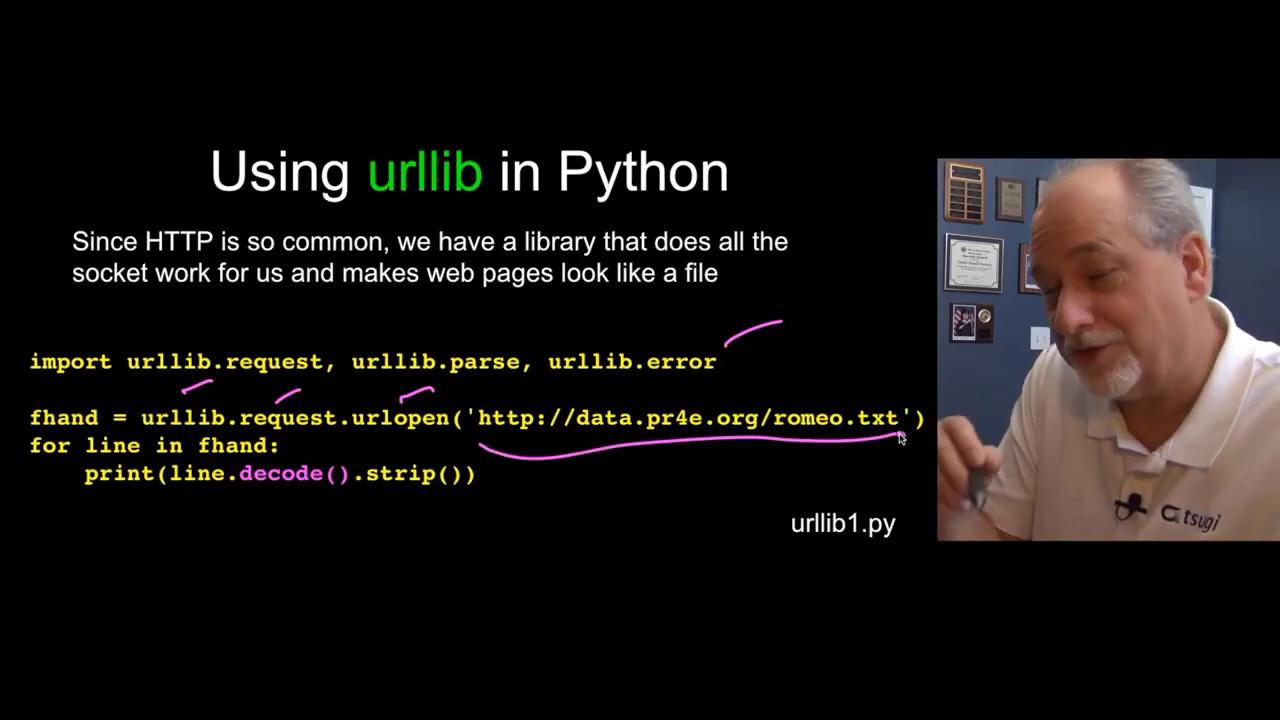 Using urllib in Python
Since HTTP is so common, we have a library that does all the
socket work for us and makes web pages look like a file
import urllib.request, urllib.parse, urllib.error
fhand = urllib.request.urlopen('http://data.pr4e.org/romeo.txt')
for line in fhand:
    print(line.decode().strip())
urllib1.py
tsugi